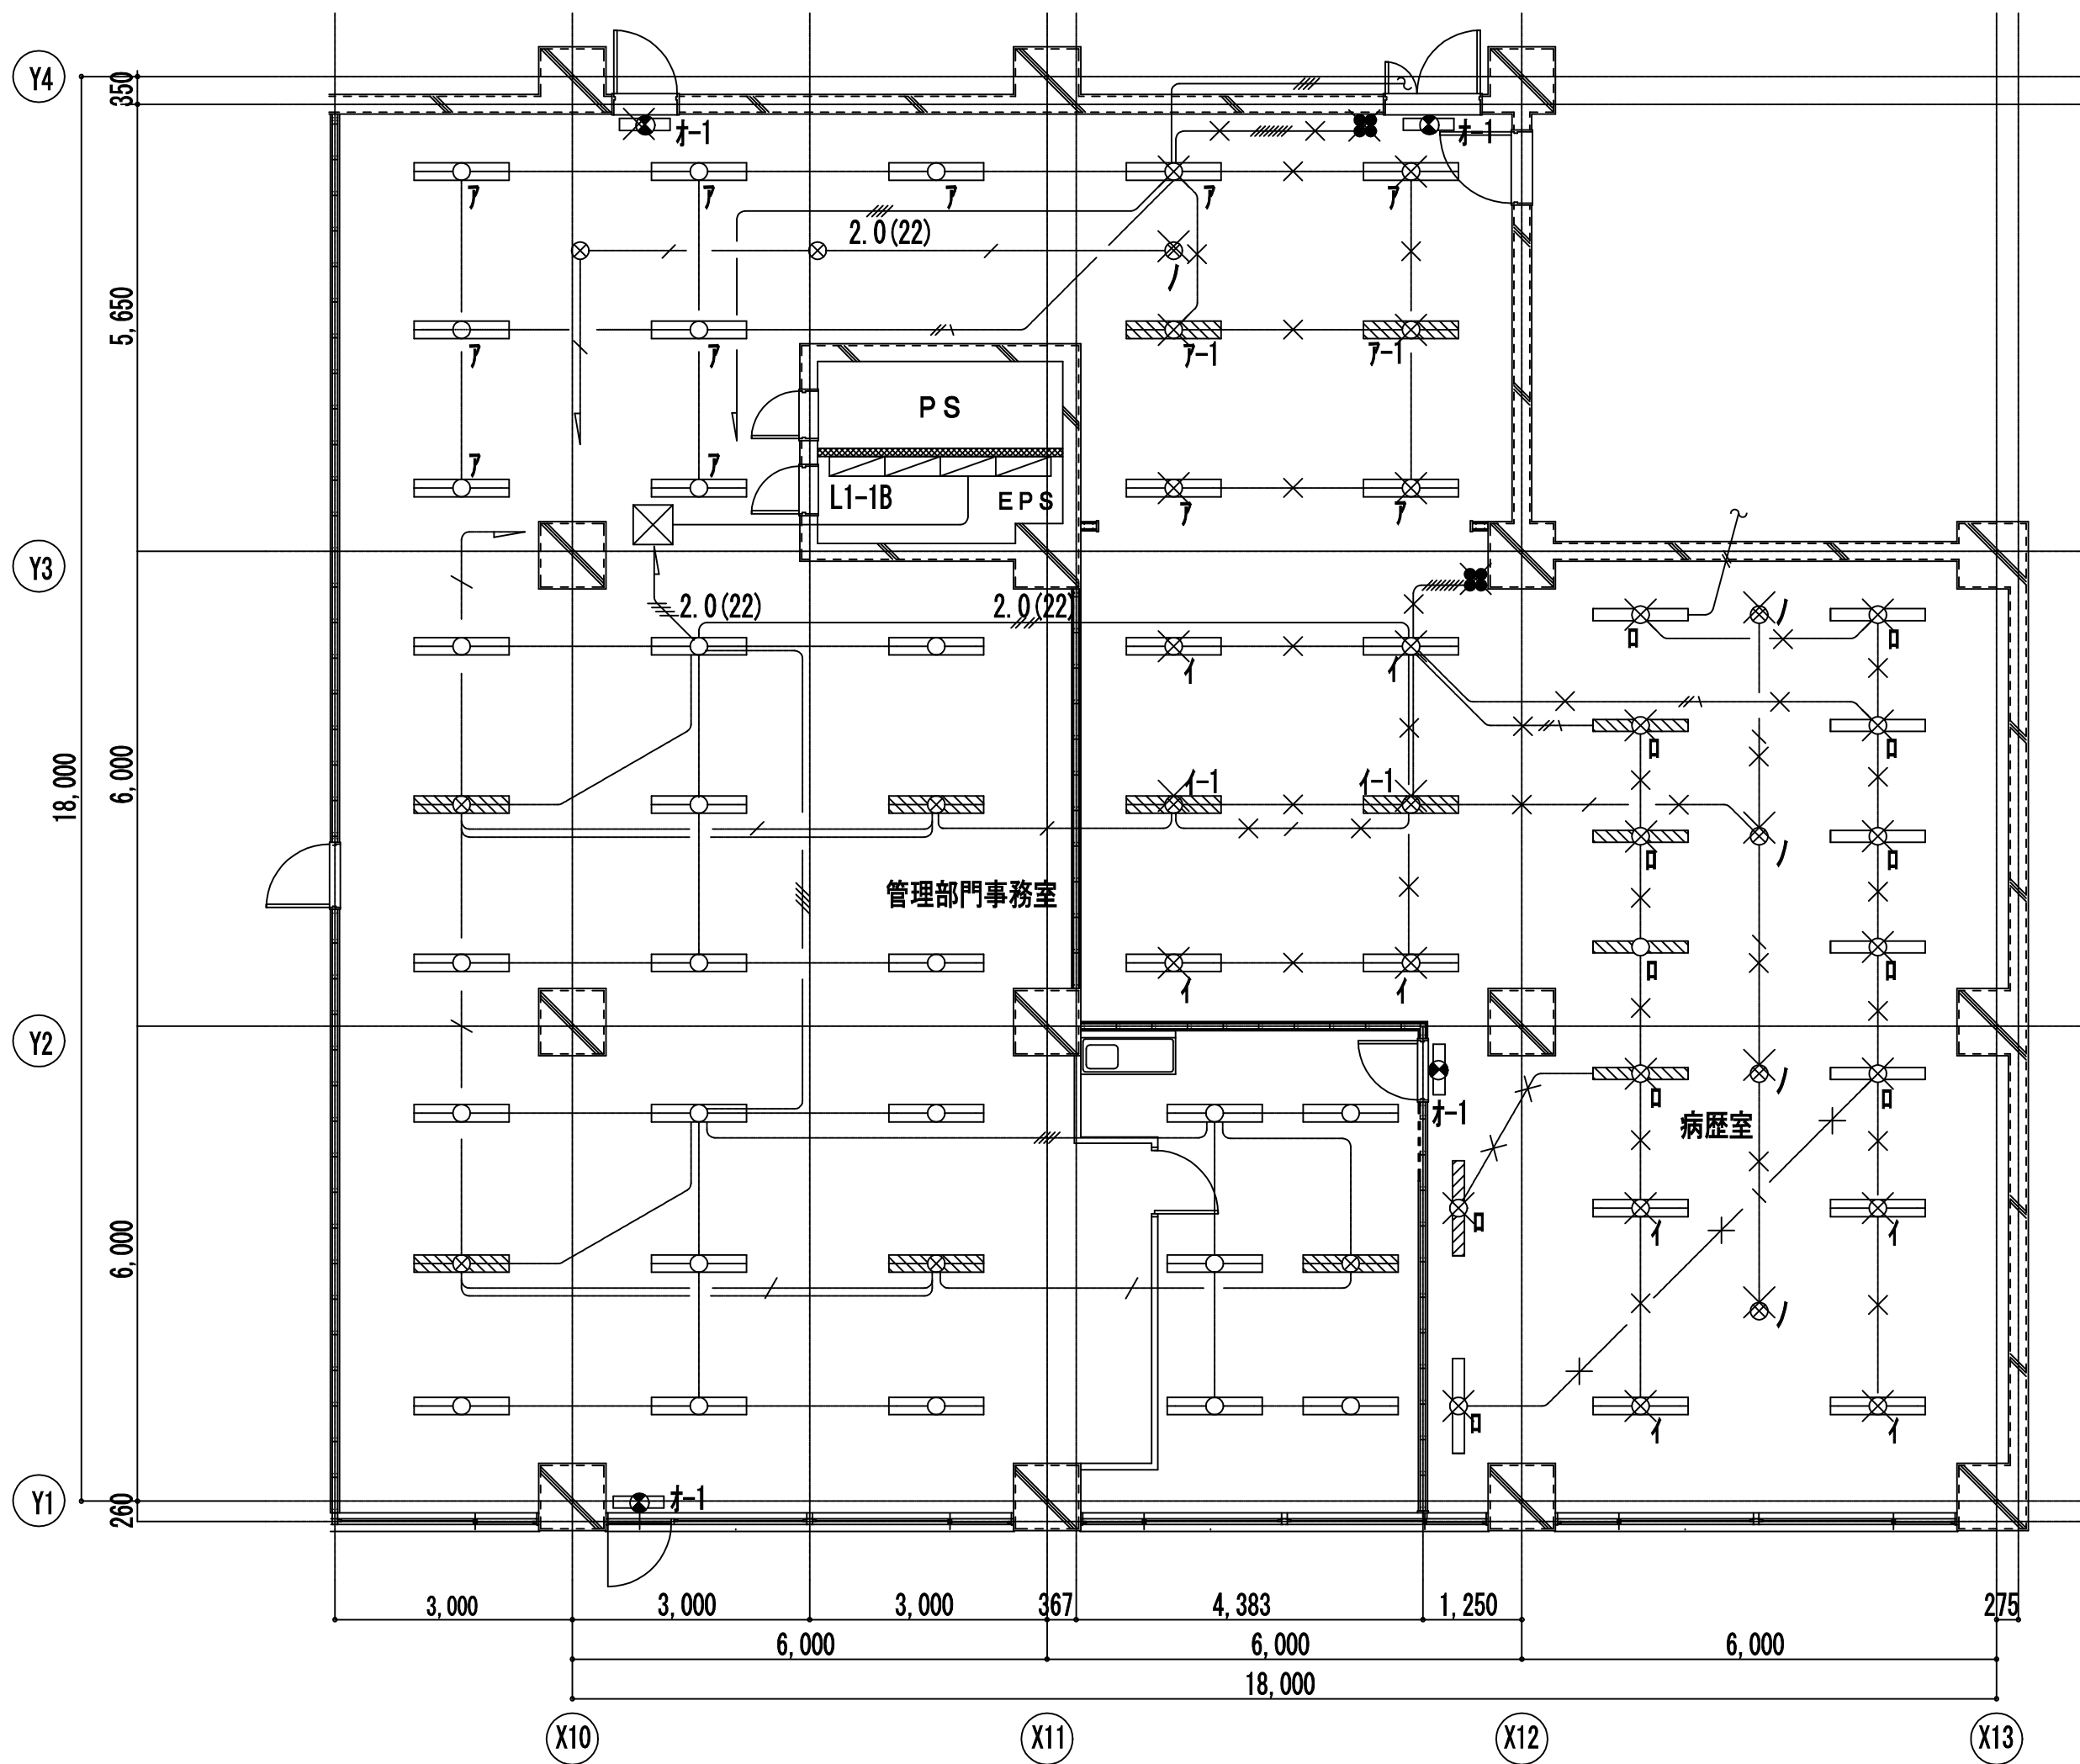 Y4
350
ｵ-1
ｵ-1
ｱ
ｱ
ｱ
ｱ
ｱ
2.0(22)
ﾉ
5,650
ｱ
ｱ
ｱ-1
ｱ-1
PS
ｱ
ｱ
L1-1B
EPS
ｱ
ｱ
Y3
2.0(22)
2.0(22)
ﾛ
ﾉ
ﾛ
ｲ
ｲ
ﾛ
ﾛ
18,000
6,000
ｲ-1
ｲ-1
ﾛ
ﾉ
ﾛ
管理部門事務室
ﾛ
ﾛ
ｲ
ｲ
Y2
ｵ-1
ﾛ
ﾉ
ﾛ
病歴室
6,000
ﾛ
ｲ
ｲ
ﾉ
ﾛ
ｲ
ｲ
Y1
260
ｵ-1
3,000
3,000
3,000
367
4,383
1,250
275
6,000
6,000
6,000
18,000
X10
X11
X12
X13